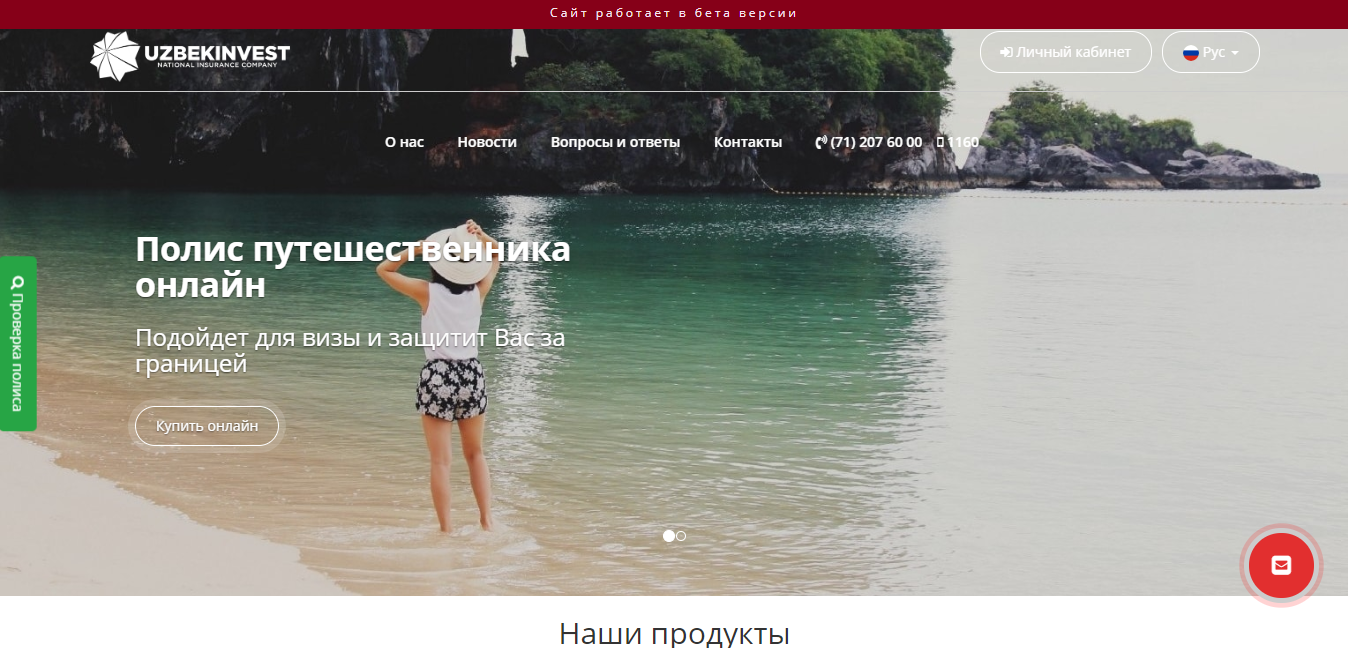 Сайт работает в бета версии
UZBEKINVEST
NATIONAL INSURANCE COMPANY
Личный кабинет
Рус
О нас
Новости
Вопросы и ответы
Контакты
(71) 207 60 00
1160
Полис путешественника
онлайн
Подойдет для визы и защитит Вас за
границей
Купить онлайн
Проверка полиса
Наши продукты